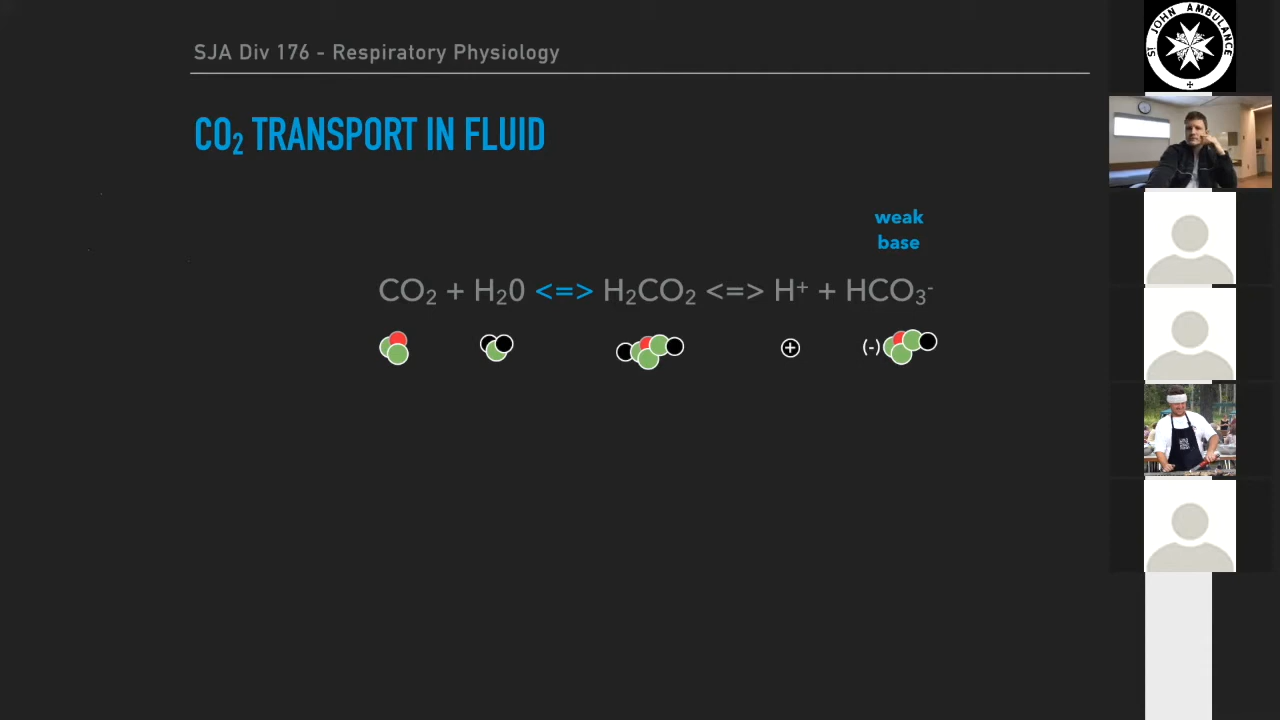 SJA Div 176 - Respiratory Physiology
CO₂ TRANSPORT IN FLUID
weak
base
CO₂ + H₂0 <=> H₂CO₂ <=> H⁺ + HCO₃⁻
+ (-)
ST JOHN AMBULANCE